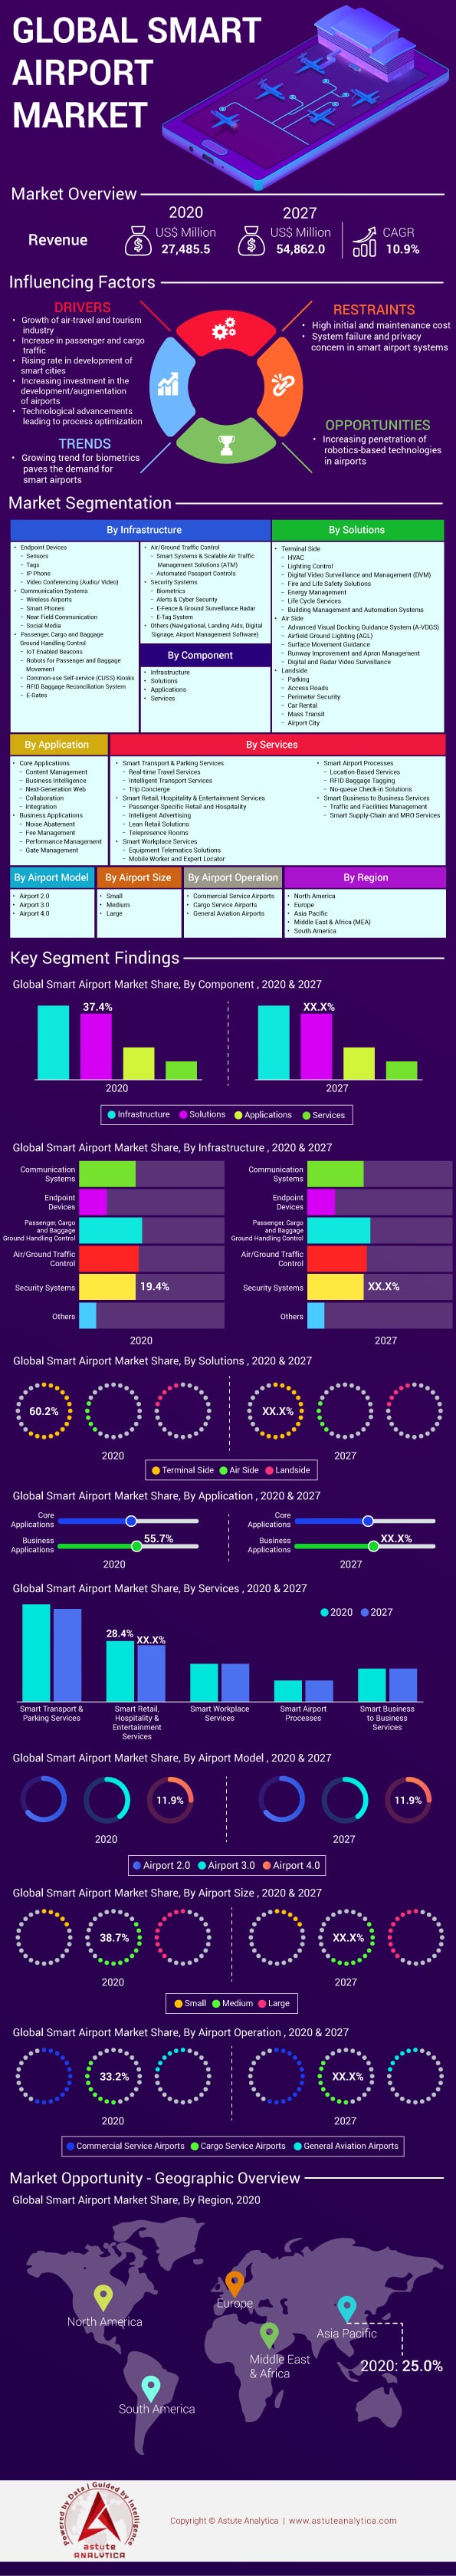 GLOBAL SMART
AIRPORT
MARKET
Market Overview
2020
2027
Revenue
US$ Million
27,485.5
US$ Million
54,862.0
CAGR
10.9%
Influencing Factors
DRIVERS
• Growth of air-travel and tourism
industry
• Increase in passenger and cargo
traffic
• Rising rate in development of
smart cities
• Increasing investment in the
development/augmentation
of airports
• Technological advancements
leading to process optimization
RESTRAINTS
• High initial and maintenance cost
• System failure and privacy
concern in smart airport systems
TRENDS
• Growing trend for biometrics
paves the demand for
smart airports
OPPORTUNITIES
• Increasing penetration of
robotics-based technologies
in airports
Market Segmentation
By Infrastructure
• Endpoint Devices
– Sensors
– Tags
– IP Phone
– Video Conferencing (Audio/ Video)
• Communication Systems
– Wireless Airports
– Smart Phones
– Near Field Communication
– Social Media
• Passenger, Cargo and Baggage
Ground Handling Control
– IoT Enabled Beacons
– Robots for Passenger and Baggage
Movement
– Common-use Self-service (CUSS) Kiosks
– RFID Baggage Reconciliation System
– E-Gates
• Air/Ground Traffic Control
– Smart Systems & Scalable Air Traffic
Management Solutions (ATM)
– Automated Passport Controls
• Security Systems
– Biometrics
– Alerts & Cyber Security
– E-Fence & Ground Surveillance Radar
– E-Tag System
• Others (Navigational, Landing Aids, Digital
Signage, Airport Management Software)
By Component
• Infrastructure
• Solutions
• Applications
• Services
By Solutions
• Terminal Side
– HVAC
– Lighting Control
– Digital Video Surveillance and Management (DVM)
– Fire and Life Safety Solutions
– Energy Management
– Life Cycle Services
– Building Management and Automation Systems
• Air Side
– Advanced Visual Docking Guidance System (A-VDGS)
– Airfield Ground Lighting (AGL)
– Surface Movement Guidance
– Runway Improvement and Apron Management
– Digital and Radar Video Surveillance
• Landside
– Parking
– Access Roads
– Perimeter Security
– Car Rental
– Mass Transit
– Airport City
By Application
• Core Applications
– Content Management
– Business Intelligence
– Next-Generation Web
– Collaboration
– Integration
• Business Applications
– Noise Abatement
– Fee Management
– Performance Management
– Gate Management
By Services
• Smart Transport & Parking Services
– Real-time Travel Services
– Intelligent Transport Services
– Trip Concierge
• Smart Retail, Hospitality & Entertainment Services
– Passenger-Specific Retail and Hospitality
– Intelligent Advertising
– Lean Retail Solutions
– Telepresence Rooms
• Smart Workplace Services
– Equipment Telematics Solutions
– Mobile Worker and Expert Locator
• Smart Airport Processes
– Location-Based Services
– RFID Baggage Tagging
– No-queue Check-in Solutions
• Smart Business to Business Services
– Traffic and Facilities Management
– Smart Supply-Chain and MRO Services
By Airport Model
• Airport 2.0
• Airport 3.0
• Airport 4.0
By Airport Size
• Small
• Medium
• Large
By Airport Operation
• Commercial Service Airports
• Cargo Service Airports
• General Aviation Airports
By Region
• North America
• Europe
• Asia Pacific
• Middle East & Africa (MEA)
• South America
Key Segment Findings
Global Smart Airport Market Share, By Component , 2020 & 2027
37.4%
XX.X%
2020
2027
Infrastructure Solutions Applications Services
Global Smart Airport Market Share, By Infrastructure , 2020 & 2027
Communication
Systems
Endpoint
Devices
Passenger, Cargo
and Baggage
Ground Handling Control
Air/Ground Traffic
Control
Security Systems
19.4%
Others
2020
Communication
Systems
Endpoint
Devices
Passenger, Cargo
and Baggage
Ground Handling Control
Air/Ground Traffic
Control
Security Systems
XX.X%
Others
2027
Global Smart Airport Market Share, By Solutions , 2020 & 2027
60.2%
XX.X%
2020
2027
Terminal Side Air Side Landside
Global Smart Airport Market Share, By Application , 2020 & 2027
Core
Applications
Business
Applications
55.7%
2020
Core
Applications
Business
Applications
XX.X%
2027
Global Smart Airport Market Share, By Services , 2020 & 2027
2020 2027
28.4%
XX.X%
Smart Transport &
Parking Services
Smart Retail,
Hospitality &
Entertainment
Services
Smart Workplace
Services
Smart Airport
Processes
Smart Business
to Business
Services
Global Smart Airport Market Share, By Airport Model , 2020 & 2027
11.9%
11.9%
2020
2027
Airport 2.0 Airport 3.0 Airport 4.0
Global Smart Airport Market Share, By Airport Size , 2020 & 2027
38.7%
XX.X%
2020
2027
Small Medium Large
Global Smart Airport Market Share, By Airport Operation , 2020 & 2027
33.2%
XX.X%
2020
2027
Commercial Service Airports Cargo Service Airports General Aviation Airports
Market Opportunity - Geographic Overview
Global Smart Airport Market Share, By Region, 2020
North America
Europe
Asia Pacific
Middle East
& Africa
2020: 25.0%
South America
Powered by Data | Guided by Intelligence
astute
ANALYTICA
Copyright © Astute Analytica | www.astuteanalytica.com